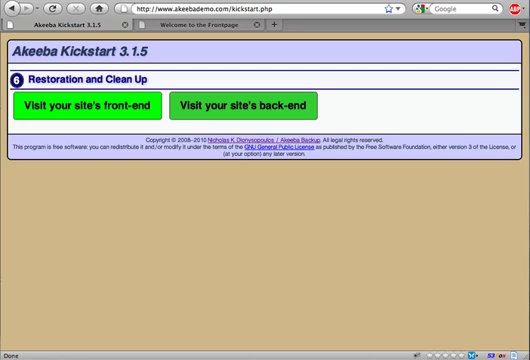 http://www.akeebademo.com/kickstart.php
Google
ABP
Akeeba Kickstart 3.1.5
Welcome to the Frontpage
Akeeba Kickstart 3.1.5
6 Restoration and Clean Up
Visit your site's front-end
Visit your site's back-end
Copyright © 2008–2010 Nicholas K. Dionysopoulos / Akeeba Backup. All legal rights reserved.
This program is free software: you can redistribute it and/or modify it under the terms of the GNU General Public License as published by the Free Software Foundation, either version 3 of the License, or
(at your option) any later version.
Done
S3